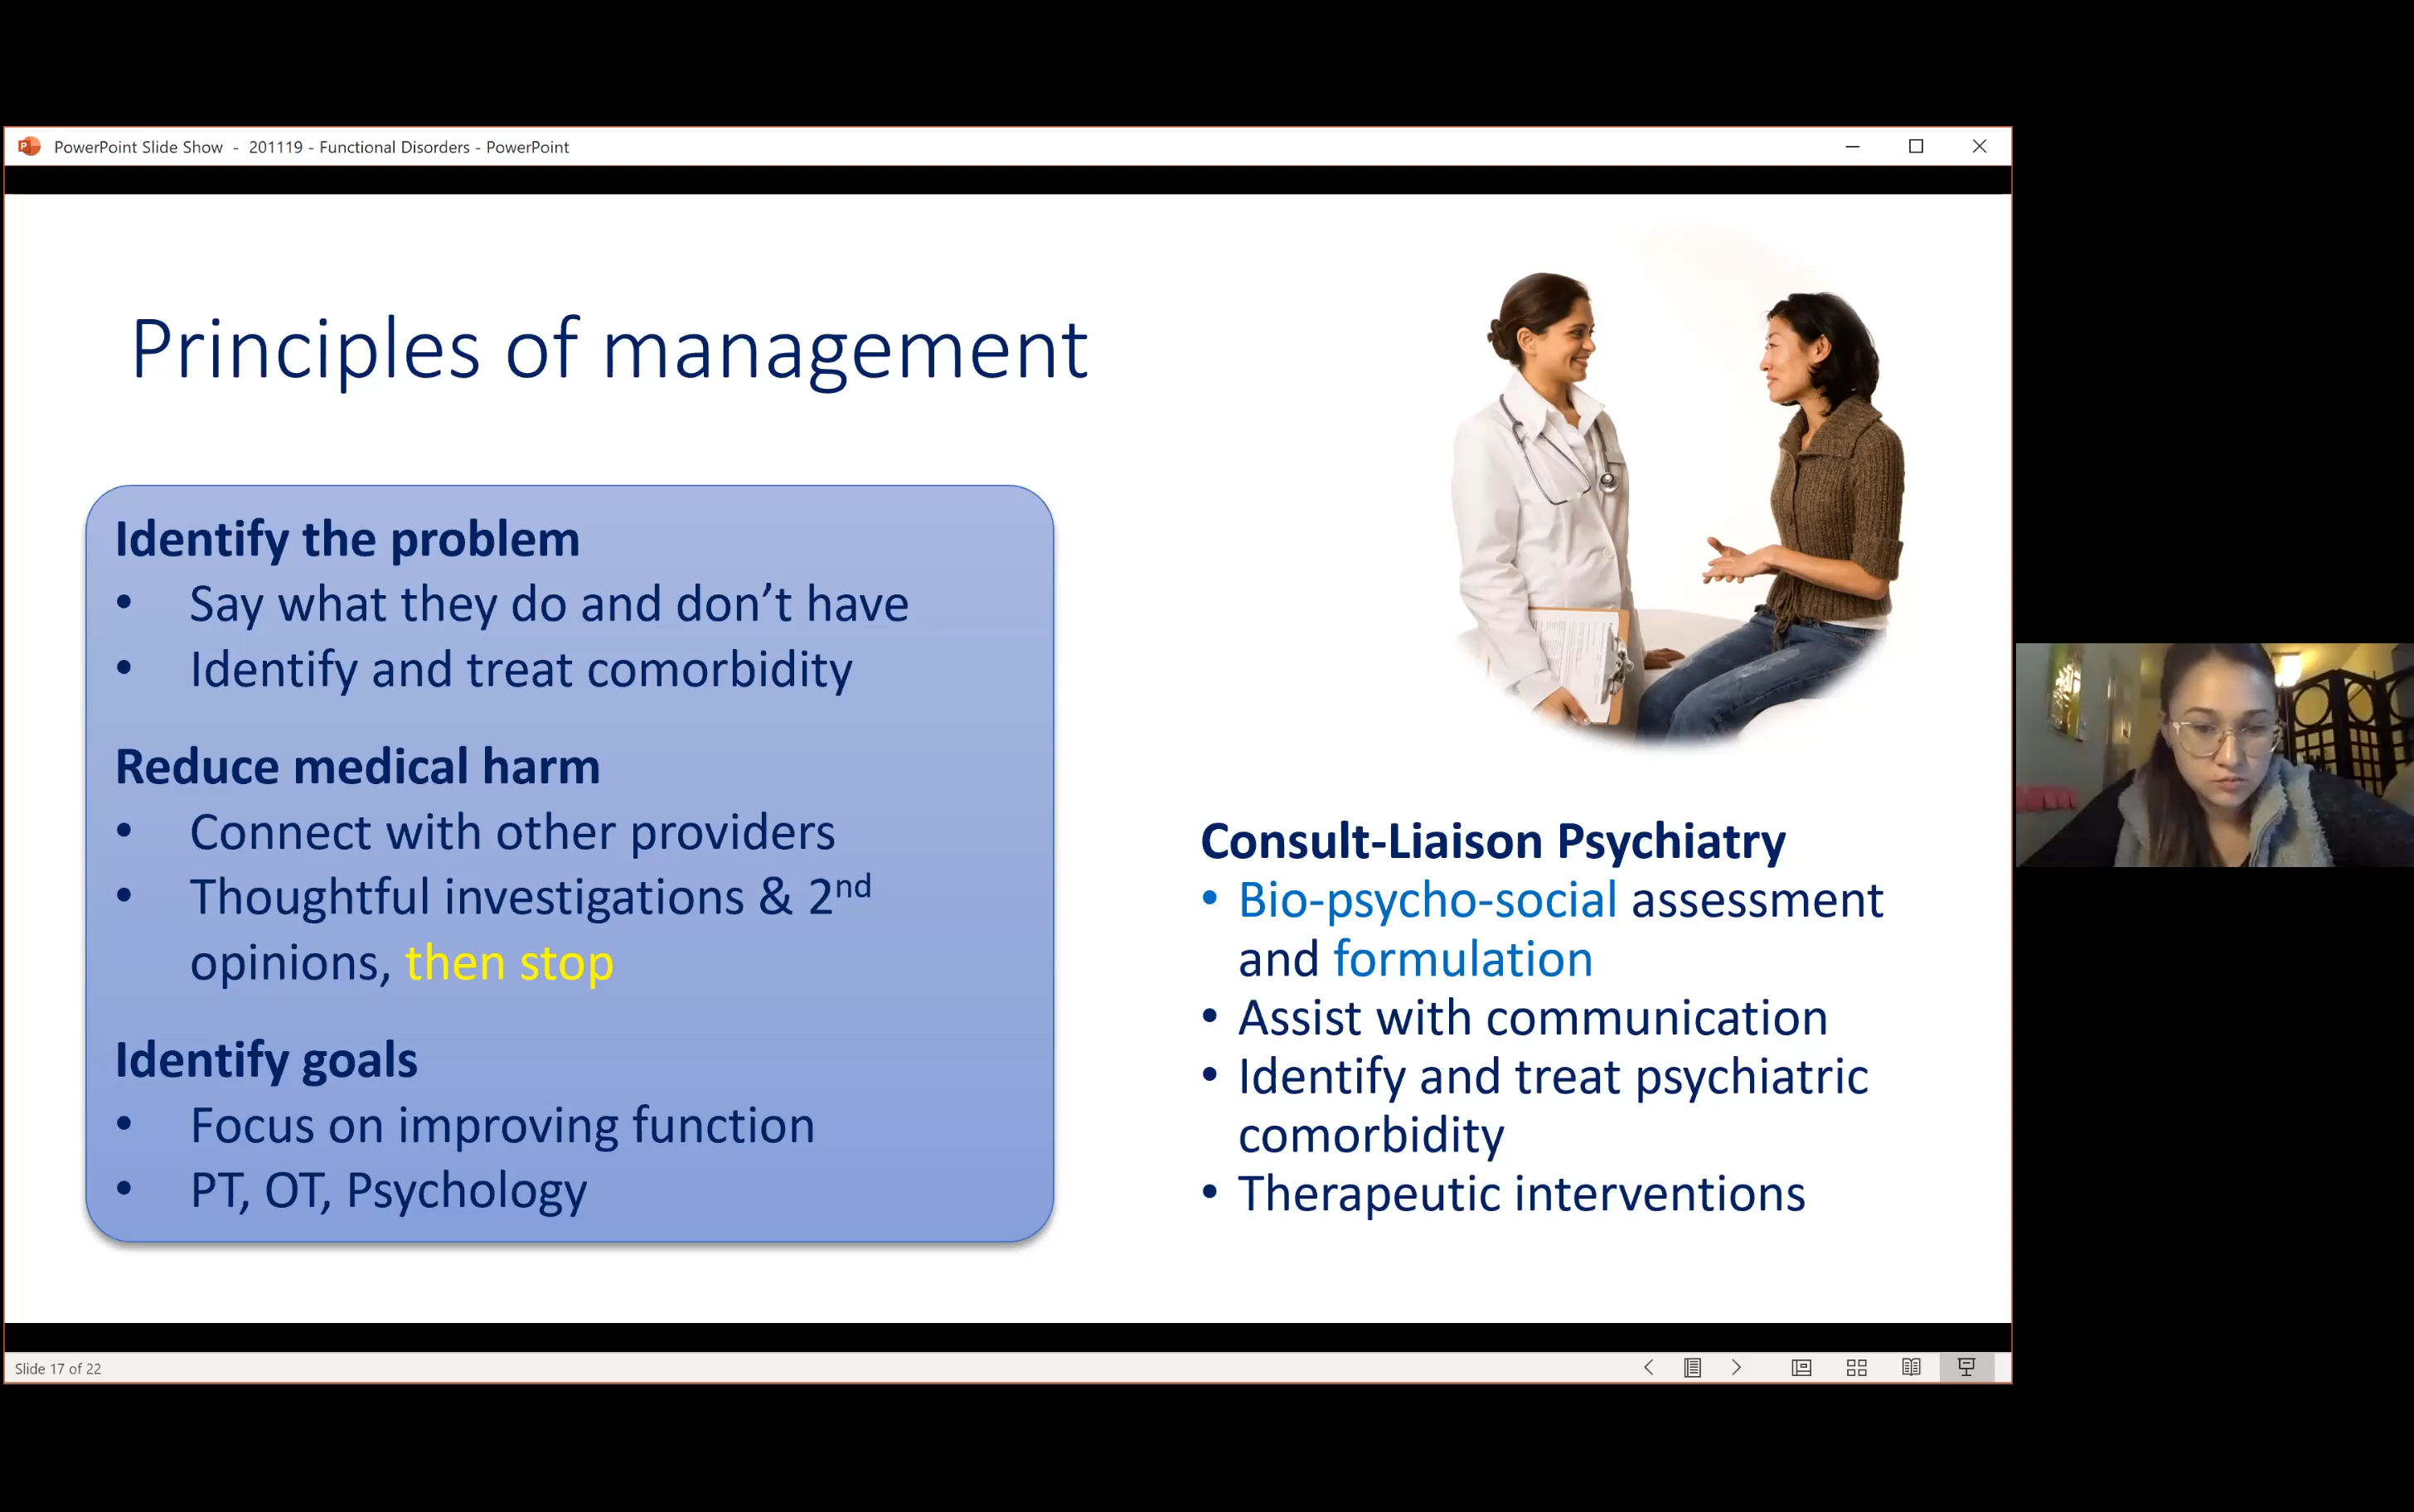 PowerPoint Slide Show - 201119 - Functional Disorders - PowerPoint
Principles of management
Identify the problem
• Say what they do and don’t have
• Identify and treat comorbidity
Reduce medical harm
• Connect with other providers
• Thoughtful investigations & 2nd
opinions, then stop
Identify goals
• Focus on improving function
• PT, OT, Psychology
Consult-Liaison Psychiatry
• Bio-psycho-social assessment
and formulation
• Assist with communication
• Identify and treat psychiatric
comorbidity
• Therapeutic interventions
Slide 17 of 22